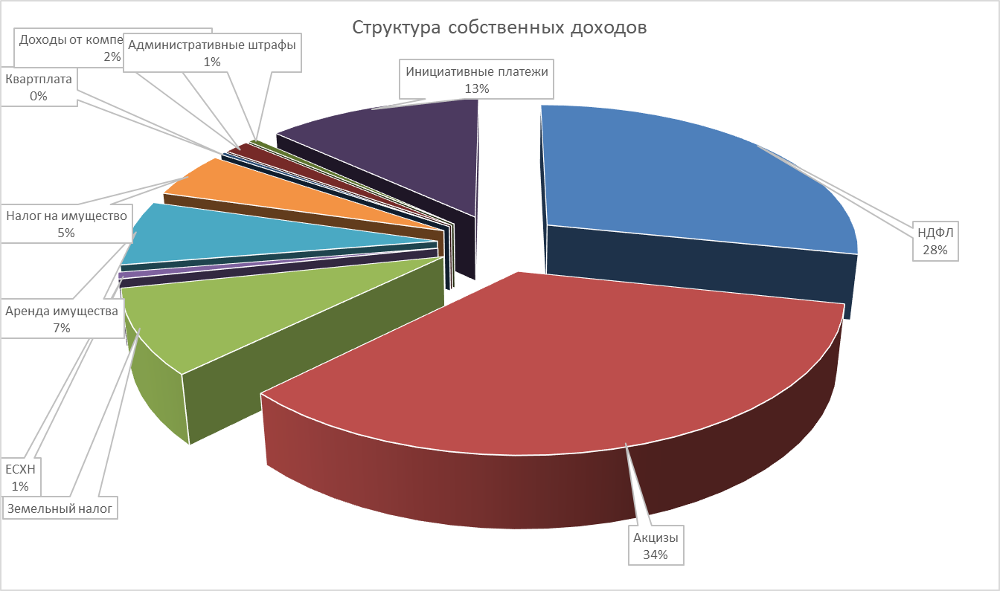 Структура собственных доходов
Доходы от
2%
Административные штрафы
1%
Инициативные платежи
13%
Квартплата
0%
Налог на имущество
5%
НДФЛ
28%
Аренда имущества
7%
ЕСХН
1%
Земельный налог
Акцизы
34%